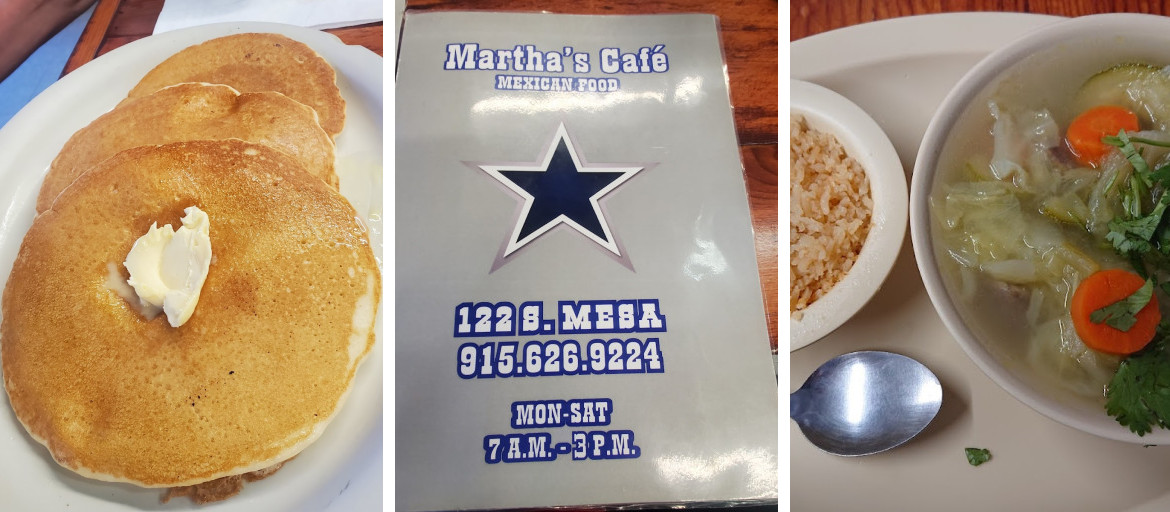 Martha's Café
MEXICAN FOOD
122 S. MESA
915.626.9224
MON-SAT
7 A.M. - 3 P.M.